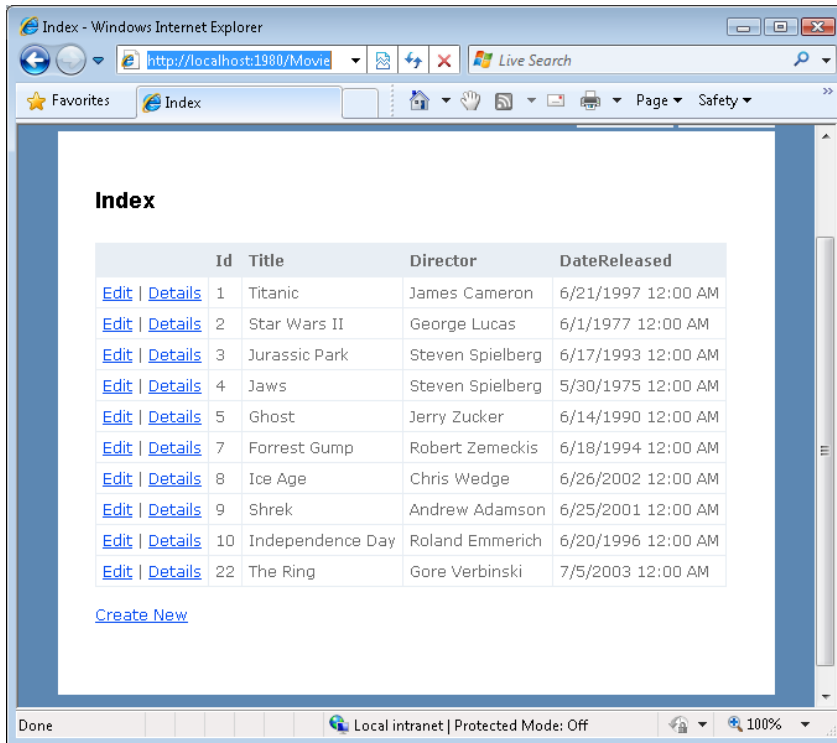 Index - Windows Internet Explorer
http://localhost:1980/Movie Live Search
Favorites Index Page Safety
Index
Id Title Director DateReleased
Edit | Details 1 Titanic James Cameron 6/21/1997 12:00 AM
Edit | Details 2 Star Wars II George Lucas 6/1/1977 12:00 AM
Edit | Details 3 Jurassic Park Steven Spielberg 6/17/1993 12:00 AM
Edit | Details 4 Jaws Steven Spielberg 5/30/1975 12:00 AM
Edit | Details 5 Ghost Jerry Zucker 6/14/1990 12:00 AM
Edit | Details 7 Forrest Gump Robert Zemeckis 6/18/1994 12:00 AM
Edit | Details 8 Ice Age Chris Wedge 6/26/2002 12:00 AM
Edit | Details 9 Shrek Andrew Adamson 6/25/2001 12:00 AM
Edit | Details 10 Independence Day Roland Emmerich 6/20/1996 12:00 AM
Edit | Details 22 The Ring Gore Verbinski 7/5/2003 12:00 AM
Create New
Done Local intranet | Protected Mode: Off 100%